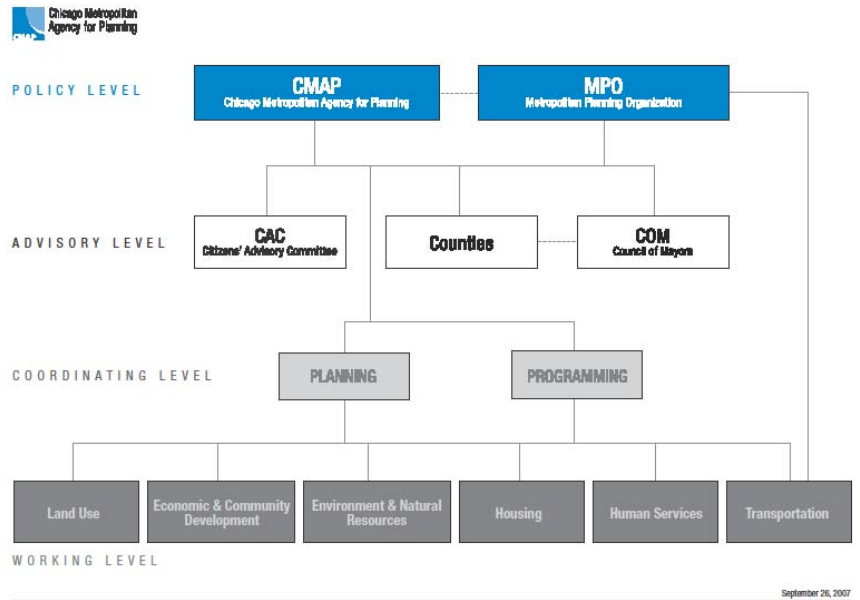 Chicago Metropolitan
Agency for Planning
CMAP
POLICY LEVEL
CMAP
Chicago Metropolitan Agency for Planning
MPO
Metropolitan Planning Organization
ADVISORY LEVEL
CAC
Citizens' Advisory Committee
Counties
COM
Council of Mayors
COORDINATING LEVEL
PLANNING
PROGRAMMING
Land Use
Economic & Community
Development
Environment & Natural
Resources
Housing
Human Services
Transportation
WORKING LEVEL
September 26, 2007